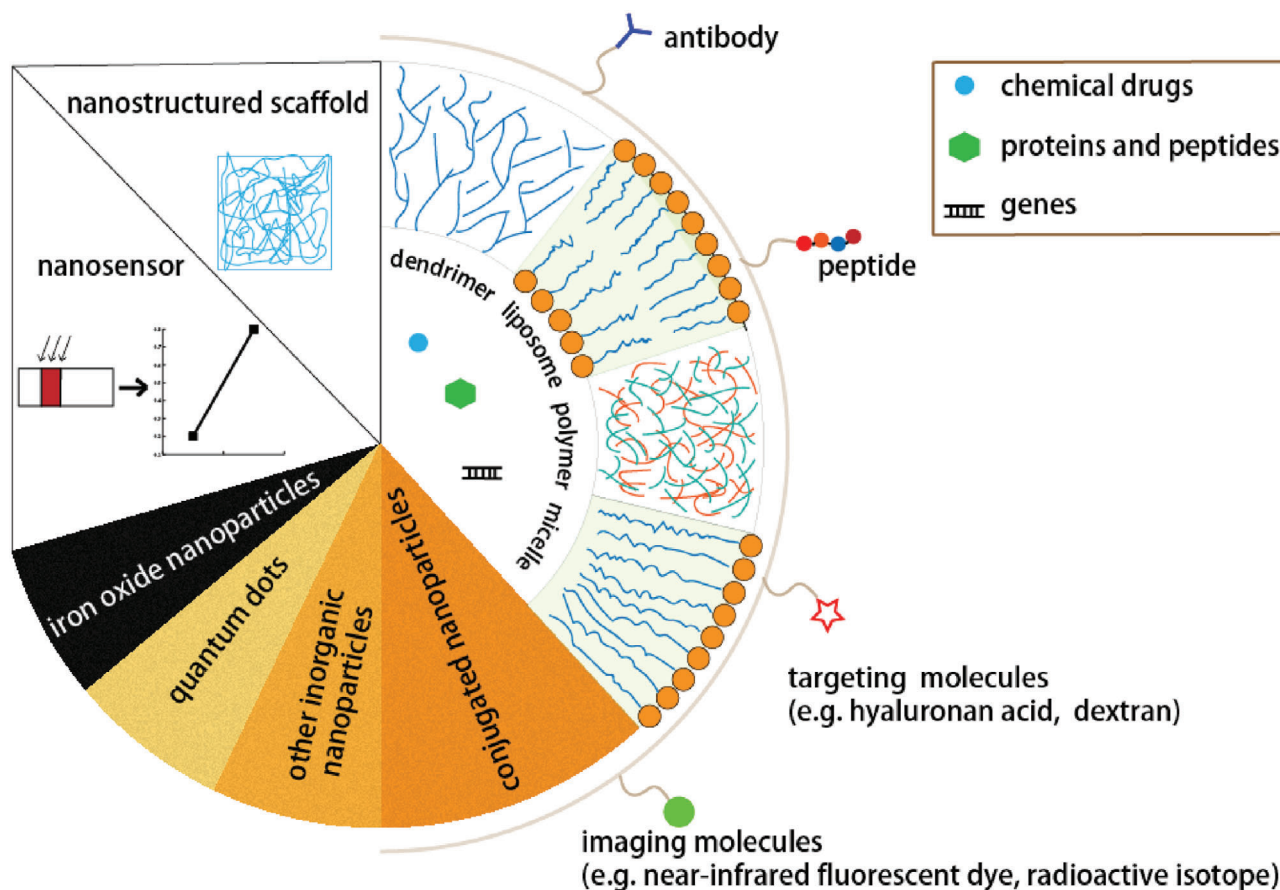 antibody
chemical drugs
proteins and peptides
genes
nanostructured scaffold
nanosensor
dendrimer
liposome
polymer
micelle
peptide
iron oxide nanoparticles
quantum dots
other inorganic
nanoparticles
conjugated nanoparticles
targeting molecules
(e.g. hyaluronan acid, dextran)
imaging molecules
(e.g. near-infrared fluorescent dye, radioactive isotope)